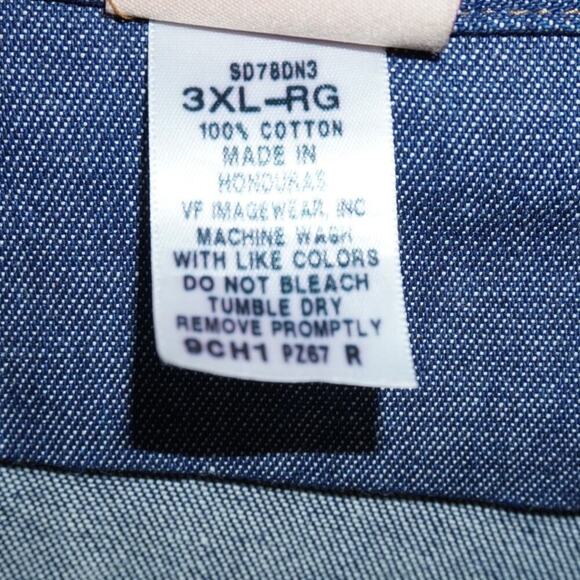 SD78DN3
3XL-RG
100% COTTON
MADE IN
HONDURAS
VF IMAGEWEAR, INC
MACHINE WASH
WITH LIKE COLORS
DO NOT BLEACH
TUMBLE DRY
REMOVE PROMPTLY
9CH1 PZ67 R